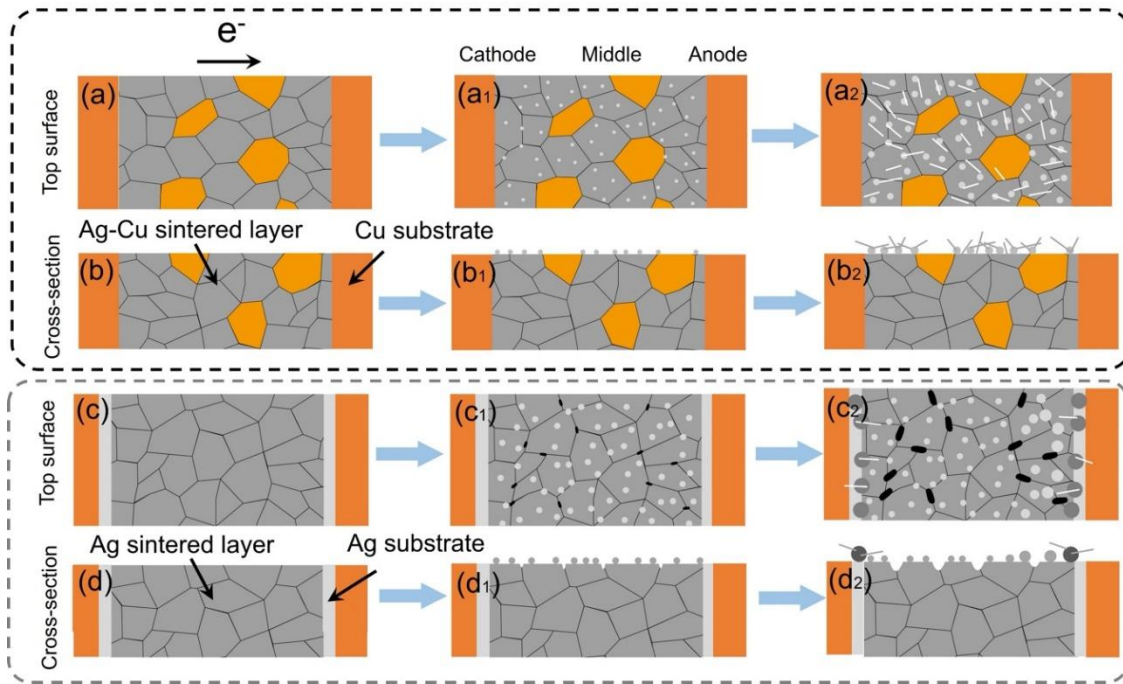 e⁻
Cathode Middle Anode
Top surface
(a)
(a₁)
(a₂)
Ag-Cu sintered layer
Cu substrate
Cross-section
(b)
(b₁)
(b₂)
Top surface
(c)
(c₁)
(c₂)
Ag sintered layer
Ag substrate
Cross-section
(d)
(d₁)
(d₂)